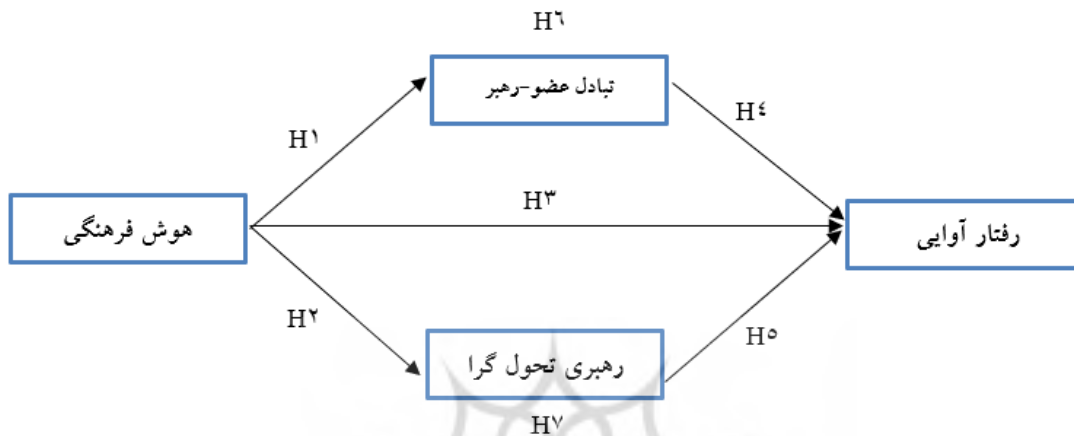 H٦
تبادل عضو-رهبر
H٤
H١
H٣
هوش فرهنگی
رفتار آوایی
H٢
H٥
رهبری تحول گرا
H٧